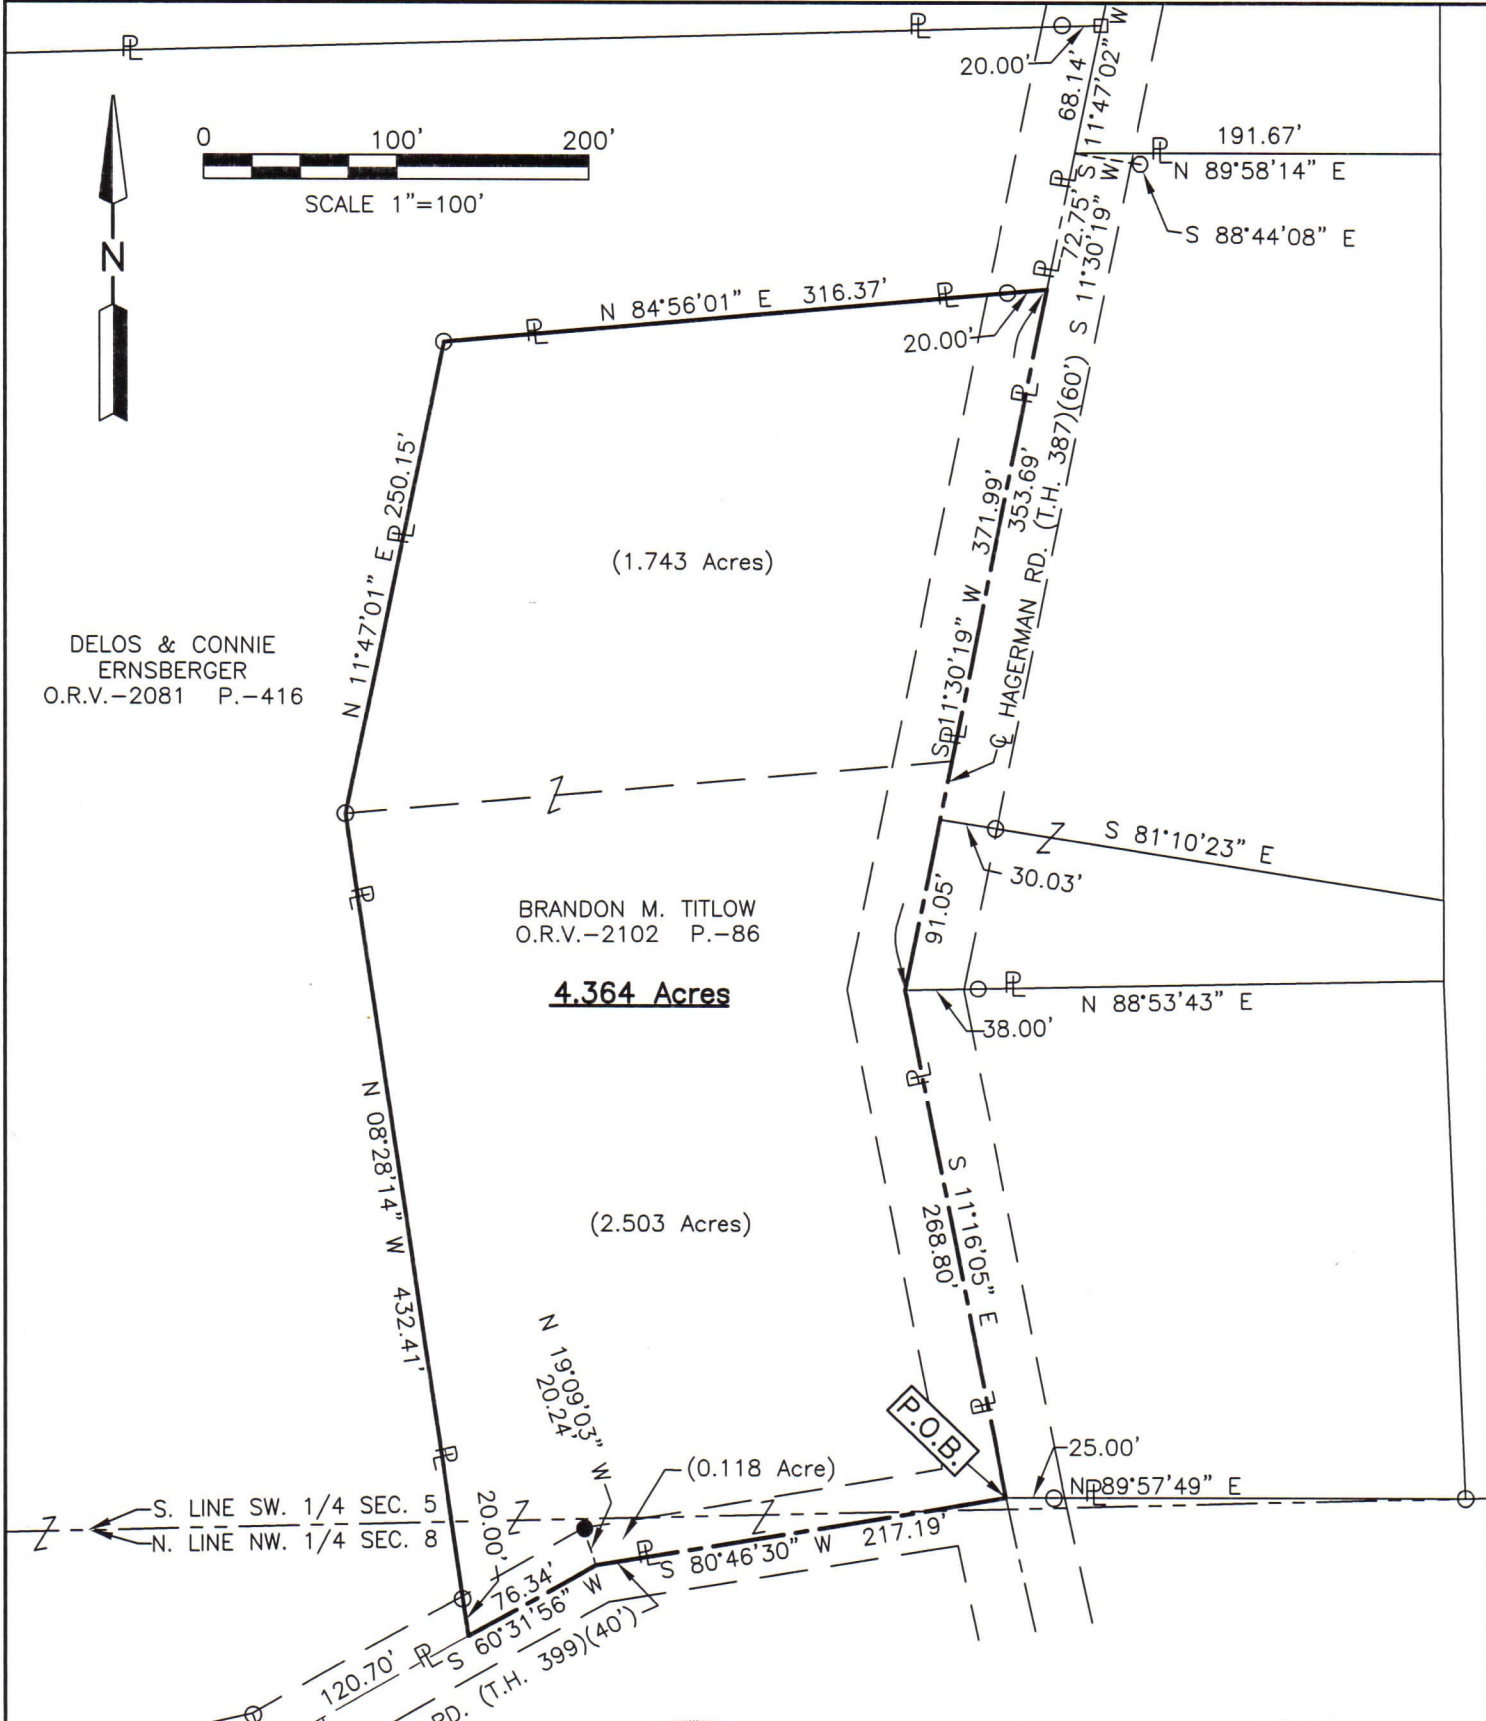 20.00'
68.14'
S 11°47'02" W
0 100' 200'
SCALE 1"=100'
N
191.67'
N 89°58'14" E
S 88°44'08" E
72.75'
S 11°30'19" W
N 84°56'01" E 316.37'
20.00'
N 11°47'01" E 250.15'
(1.743 Acres)
S 11°30'19" W 371.99'
353.69'
HAGERMAN RD. (T.H. 387)(60')
DELOS & CONNIE
ERNSBERGER
O.R.V.-2081 P.-416
S 81°10'23" E
30.03'
91.05'
BRANDON M. TITLOW
O.R.V.-2102 P.-86
4.364 Acres
N 88°53'43" E
38.00'
N 08°28'14" W 432.41'
S 11°16'05" E
268.80'
(2.503 Acres)
N 19°09'03" W
20.24'
P.O.B.
(0.118 Acre)
25.00'
N 89°57'49" E
S. LINE SW. 1/4 SEC. 5
N. LINE NW. 1/4 SEC. 8
20.00'
S 80°46'30" W 217.19'
76.34'
S 60°31'56" W
120.70'
RD. (T.H. 399)(40')